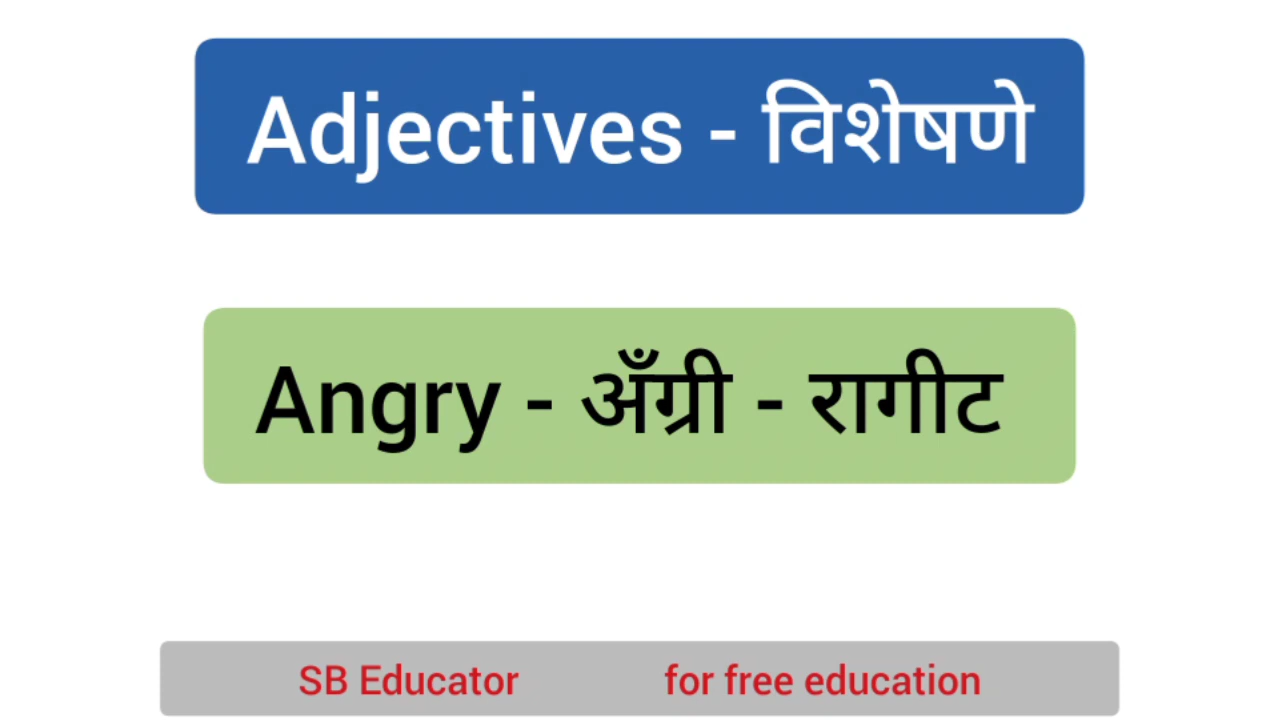 Adjectives - विशेषणे
Angry - अँग्री - रागीट
SB Educator for free education